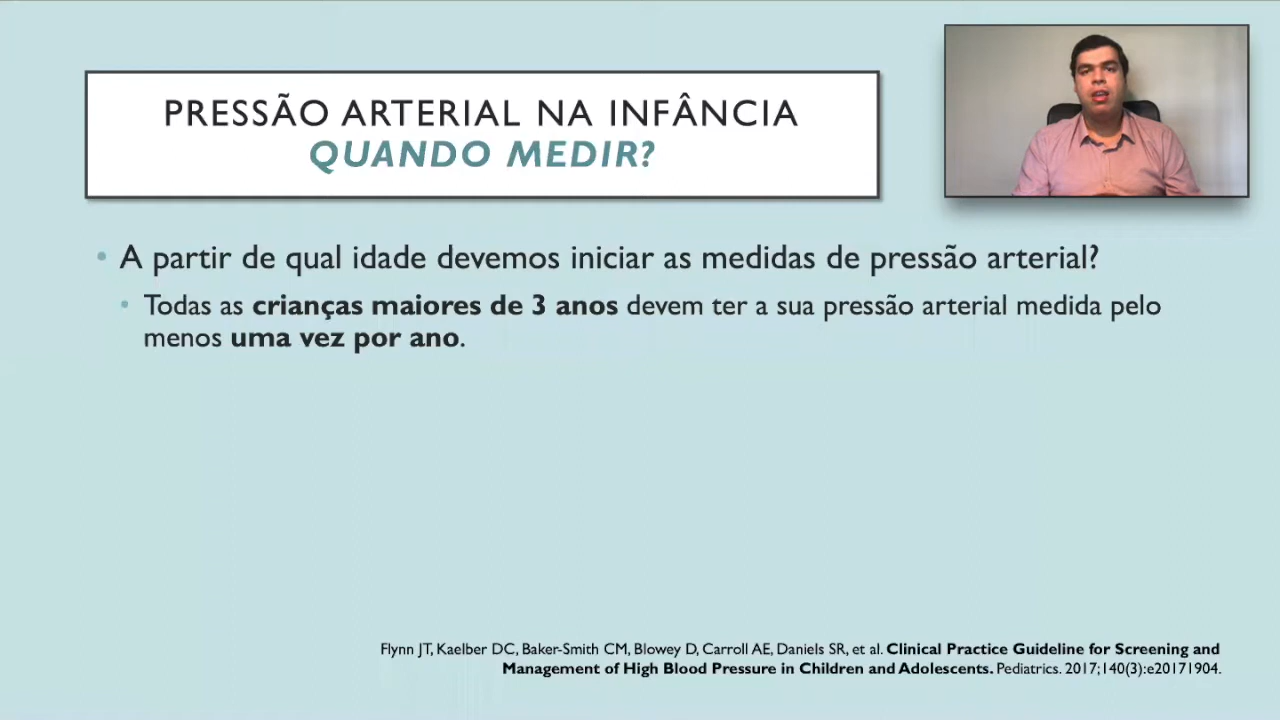 PRESSÃO ARTERIAL NA INFÂNCIA
QUANDO MEDIR?
• A partir de qual idade devemos iniciar as medidas de pressão arterial?
• Todas as crianças maiores de 3 anos devem ter a sua pressão arterial medida pelo
menos uma vez por ano.
Flynn JT, Kaelber DC, Baker-Smith CM, Blowey D, Carroll AE, Daniels SR, et al. Clinical Practice Guideline for Screening and
Management of High Blood Pressure in Children and Adolescents. Pediatrics. 2017;140(3):e20171904.